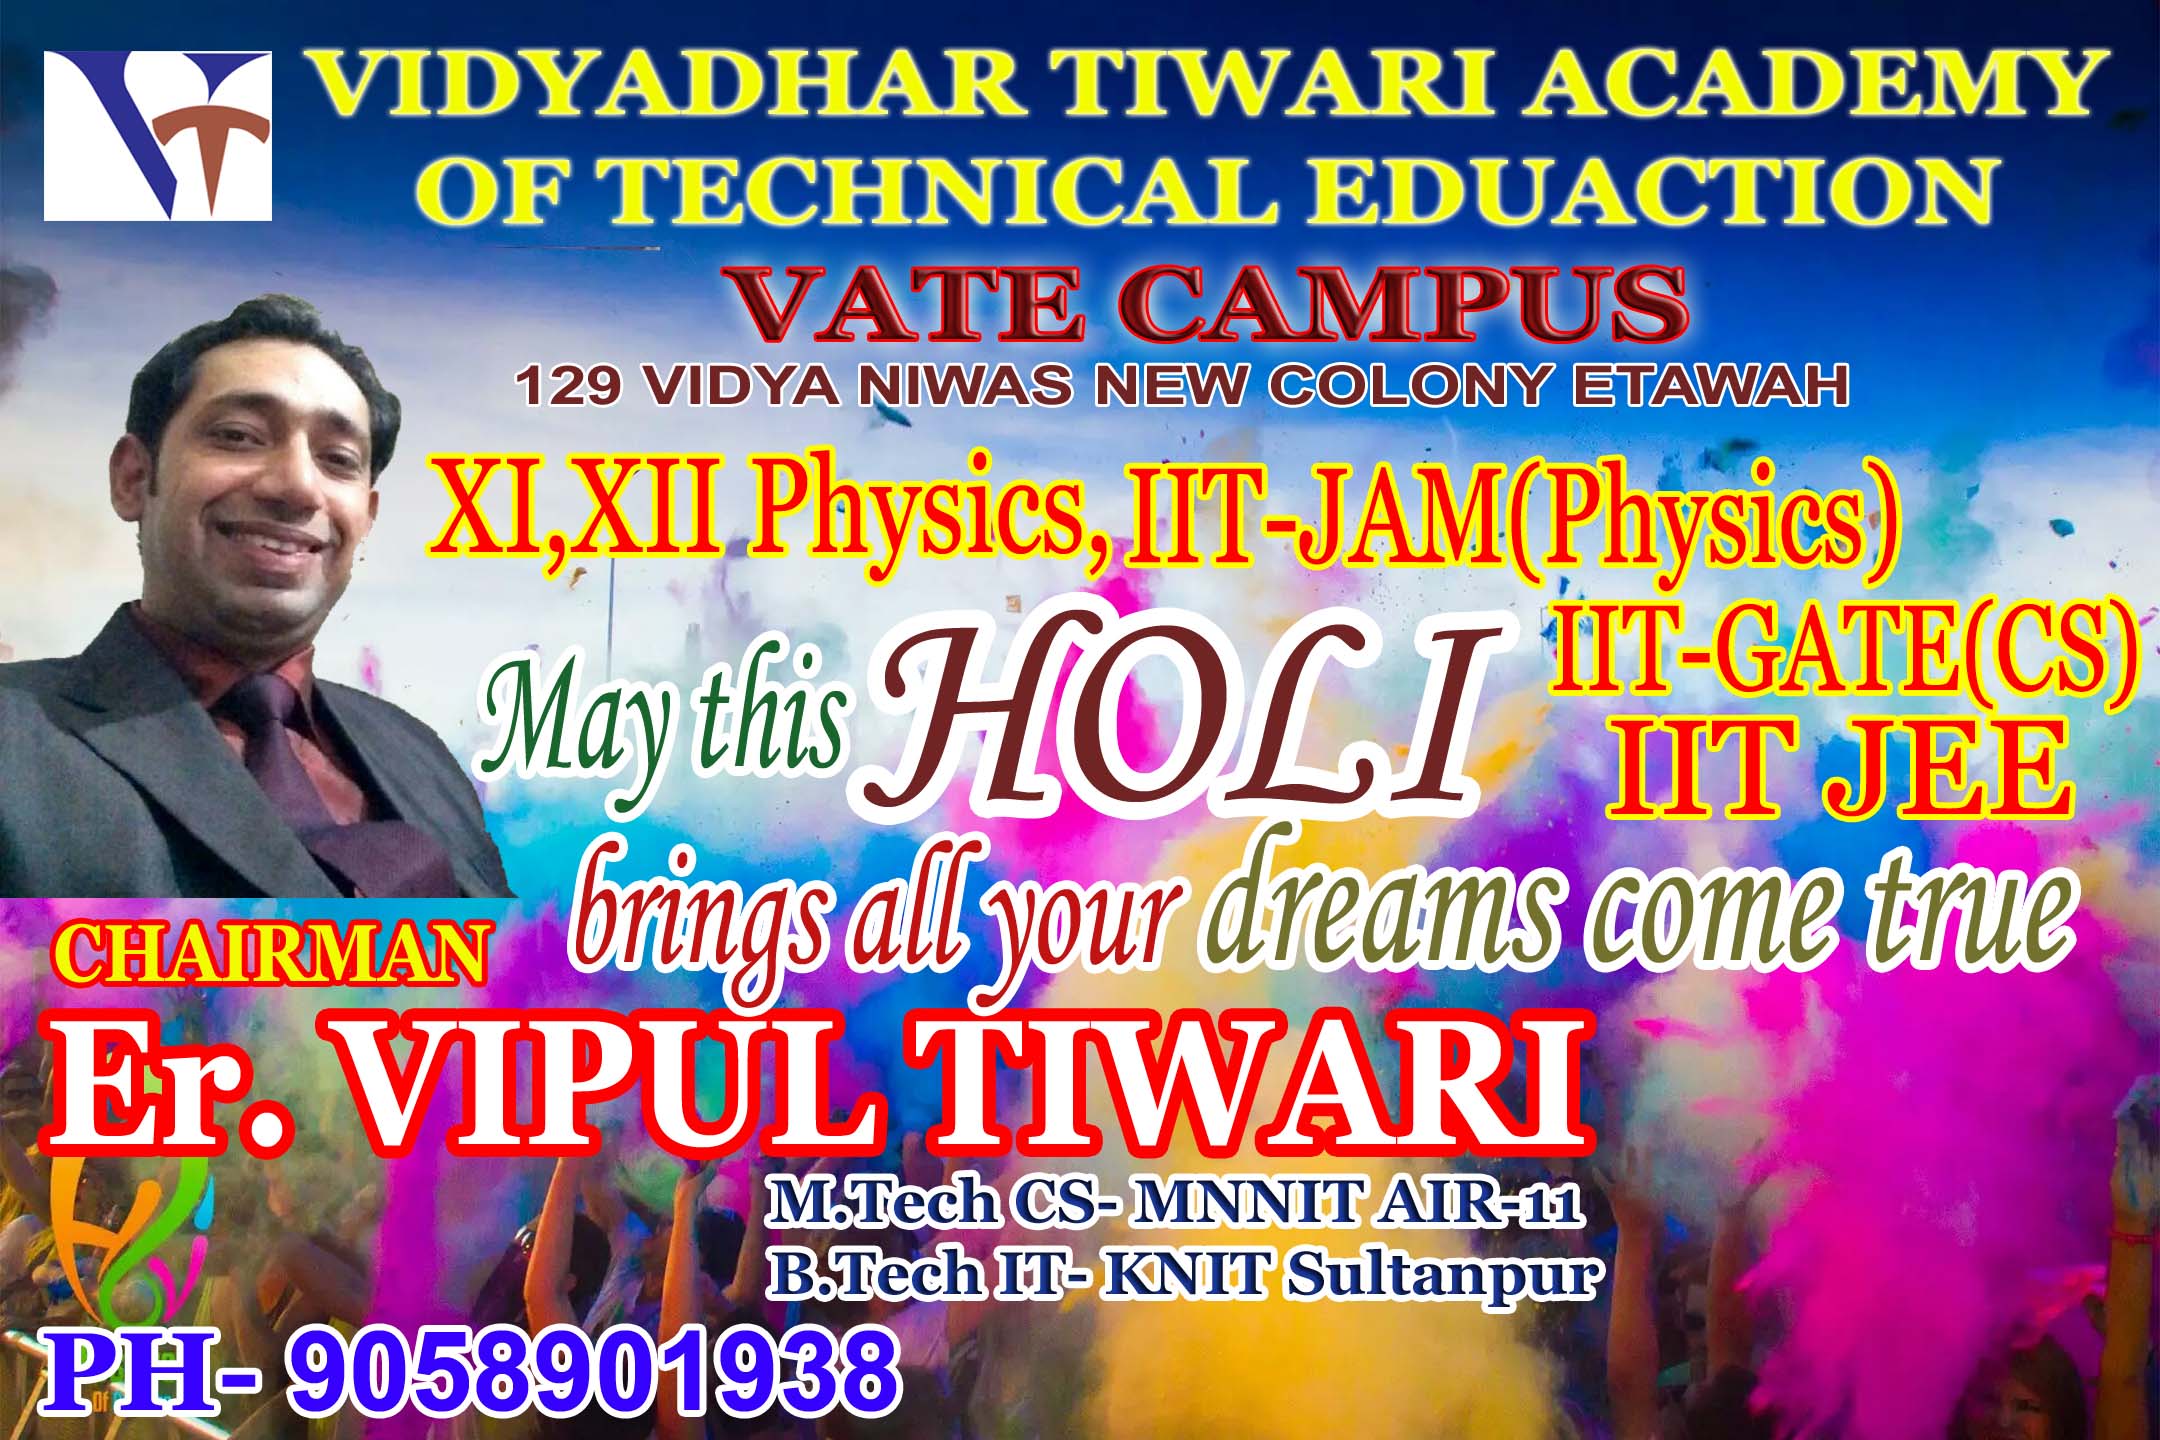 VIDYADHAR TIWARI ACADEMY
OF TECHNICAL EDUACTION
VATE CAMPUS
129 VIDYA NIWAS NEW COLONY ETAWAH
XI,XII Physics, IIT-JAM(Physics)
IIT-GATE(CS)
IIT JEE
May this HOLI
brings all your dreams come true
CHAIRMAN
Er. VIPUL TIWARI
M.Tech CS- MNNIT AIR-11
B.Tech IT- KNIT Sultanpur
PH- 9058901938